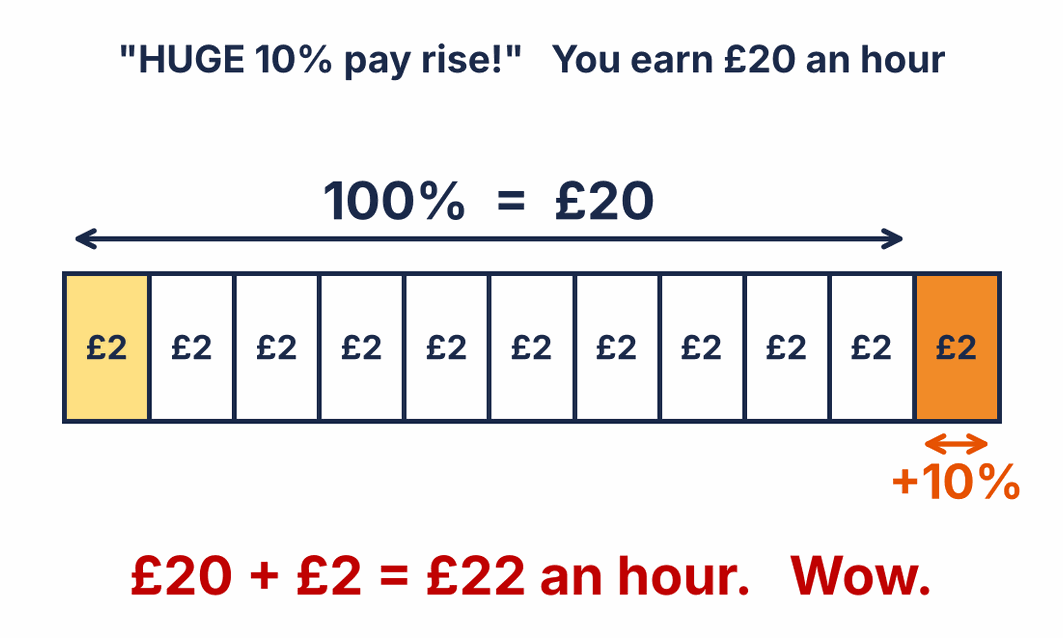 "HUGE 10% pay rise!" You earn £20 an hour
100% = £20
£2 £2 £2 £2 £2 £2 £2 £2 £2 £2 £2
+10%
£20 + £2 = £22 an hour. Wow.